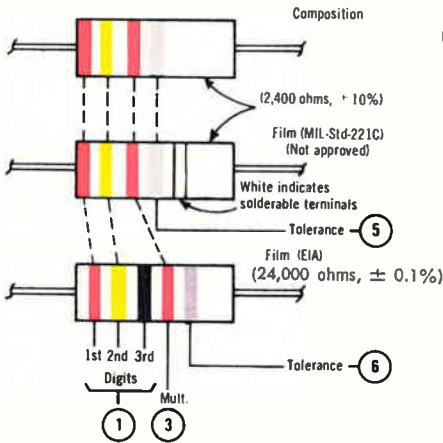 Composition
(2,400 ohms, + 10%)
Film (MIL-Std-221C)
(Not approved)
White indicates
solderable terminals
Tolerance 5
Film (EIA)
(24,000 ohms, ± 0.1%)
1st 2nd 3rd
Tolerance 6
Digits
Mult.
1 3